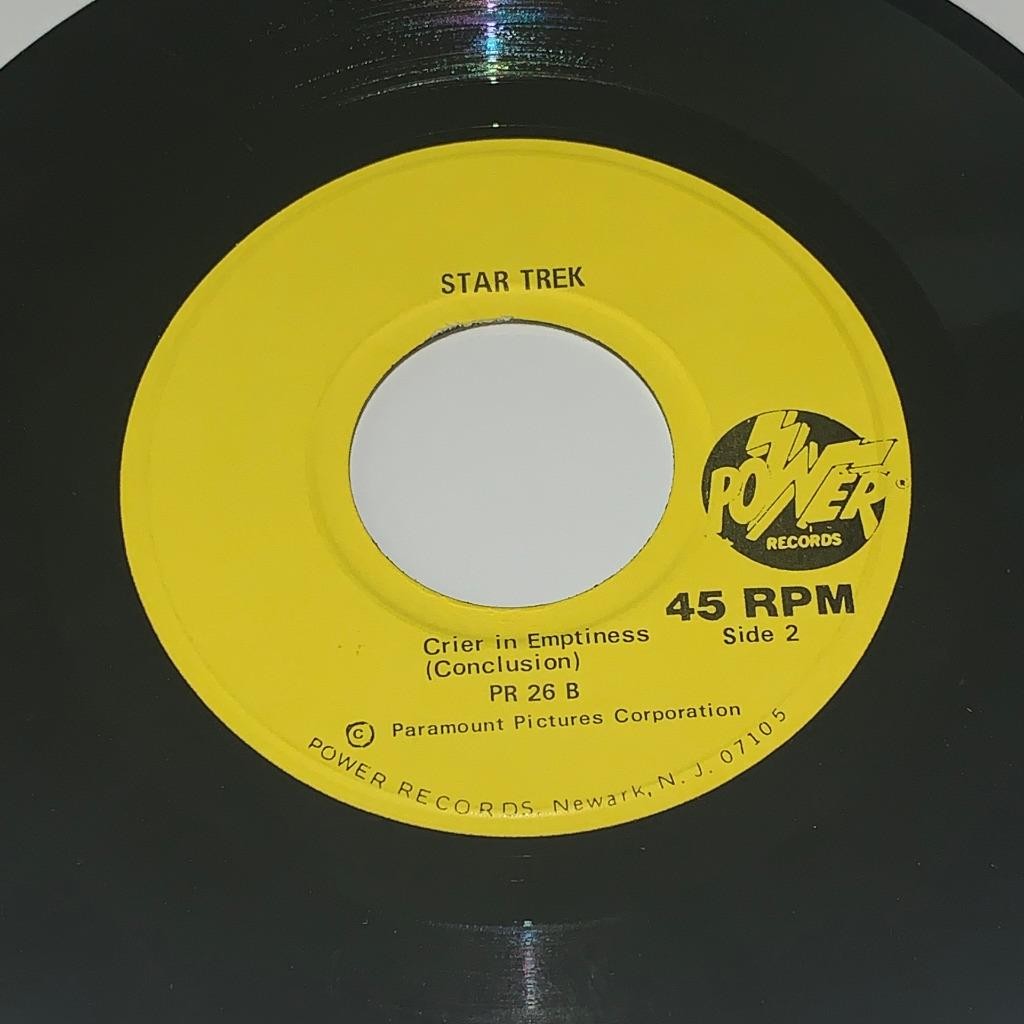 STAR TREK
POWER®
RECORDS
45 RPM
Side 2
Crier in Emptiness
(Conclusion)
PR 26 B
© Paramount Pictures Corporation
POWER RECORDS, Newark, N. J. 07105